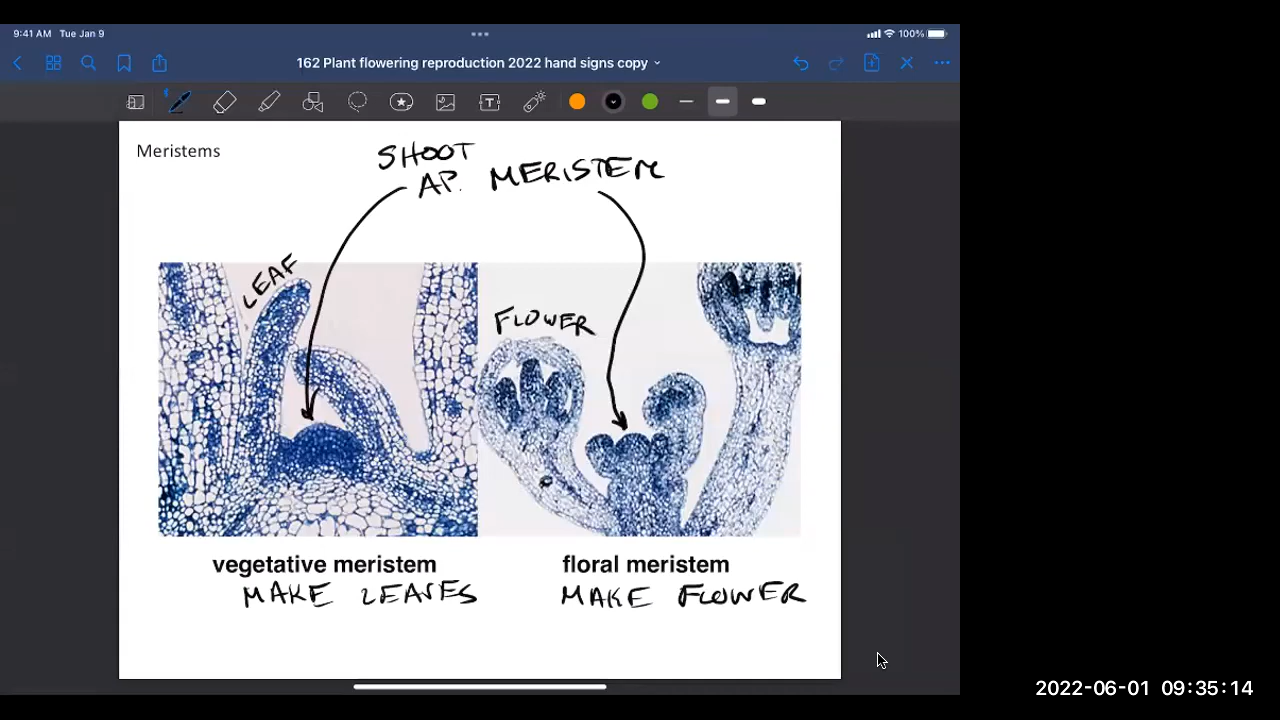 9:41 AM Tue Jan 9
100%
162 Plant flowering reproduction 2022 hand signs copy
Meristems
SHOOT
AP. MERISTEM
LEAF
FLOWER
vegetative meristem
floral meristem
MAKE LEAVES
MAKE FLOWER
2022-06-01 09:35:14